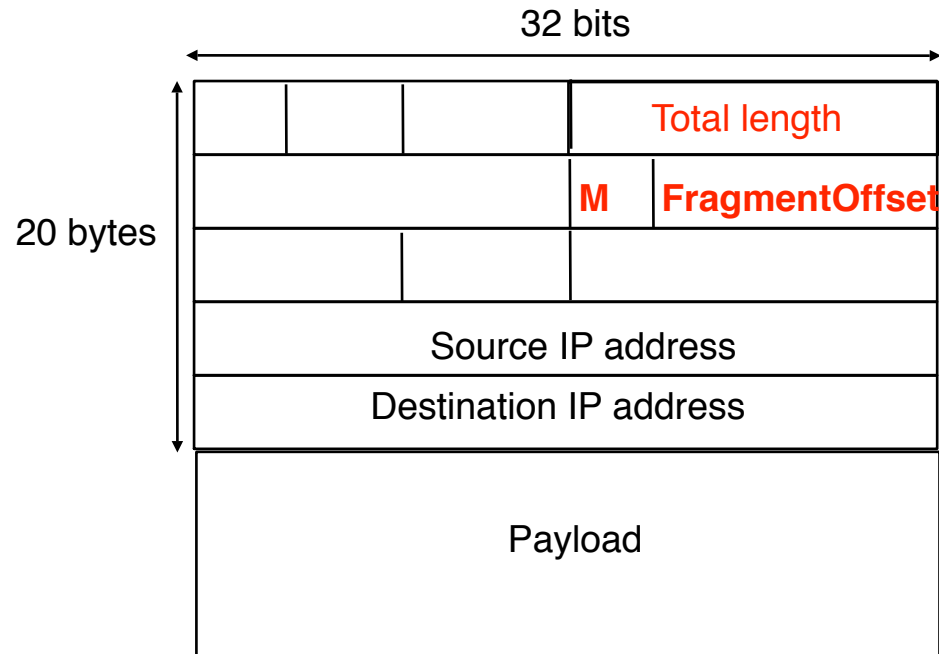 32 bits
Total length
M FragmentOffset
20 bytes
Source IP address
Destination IP address
Payload